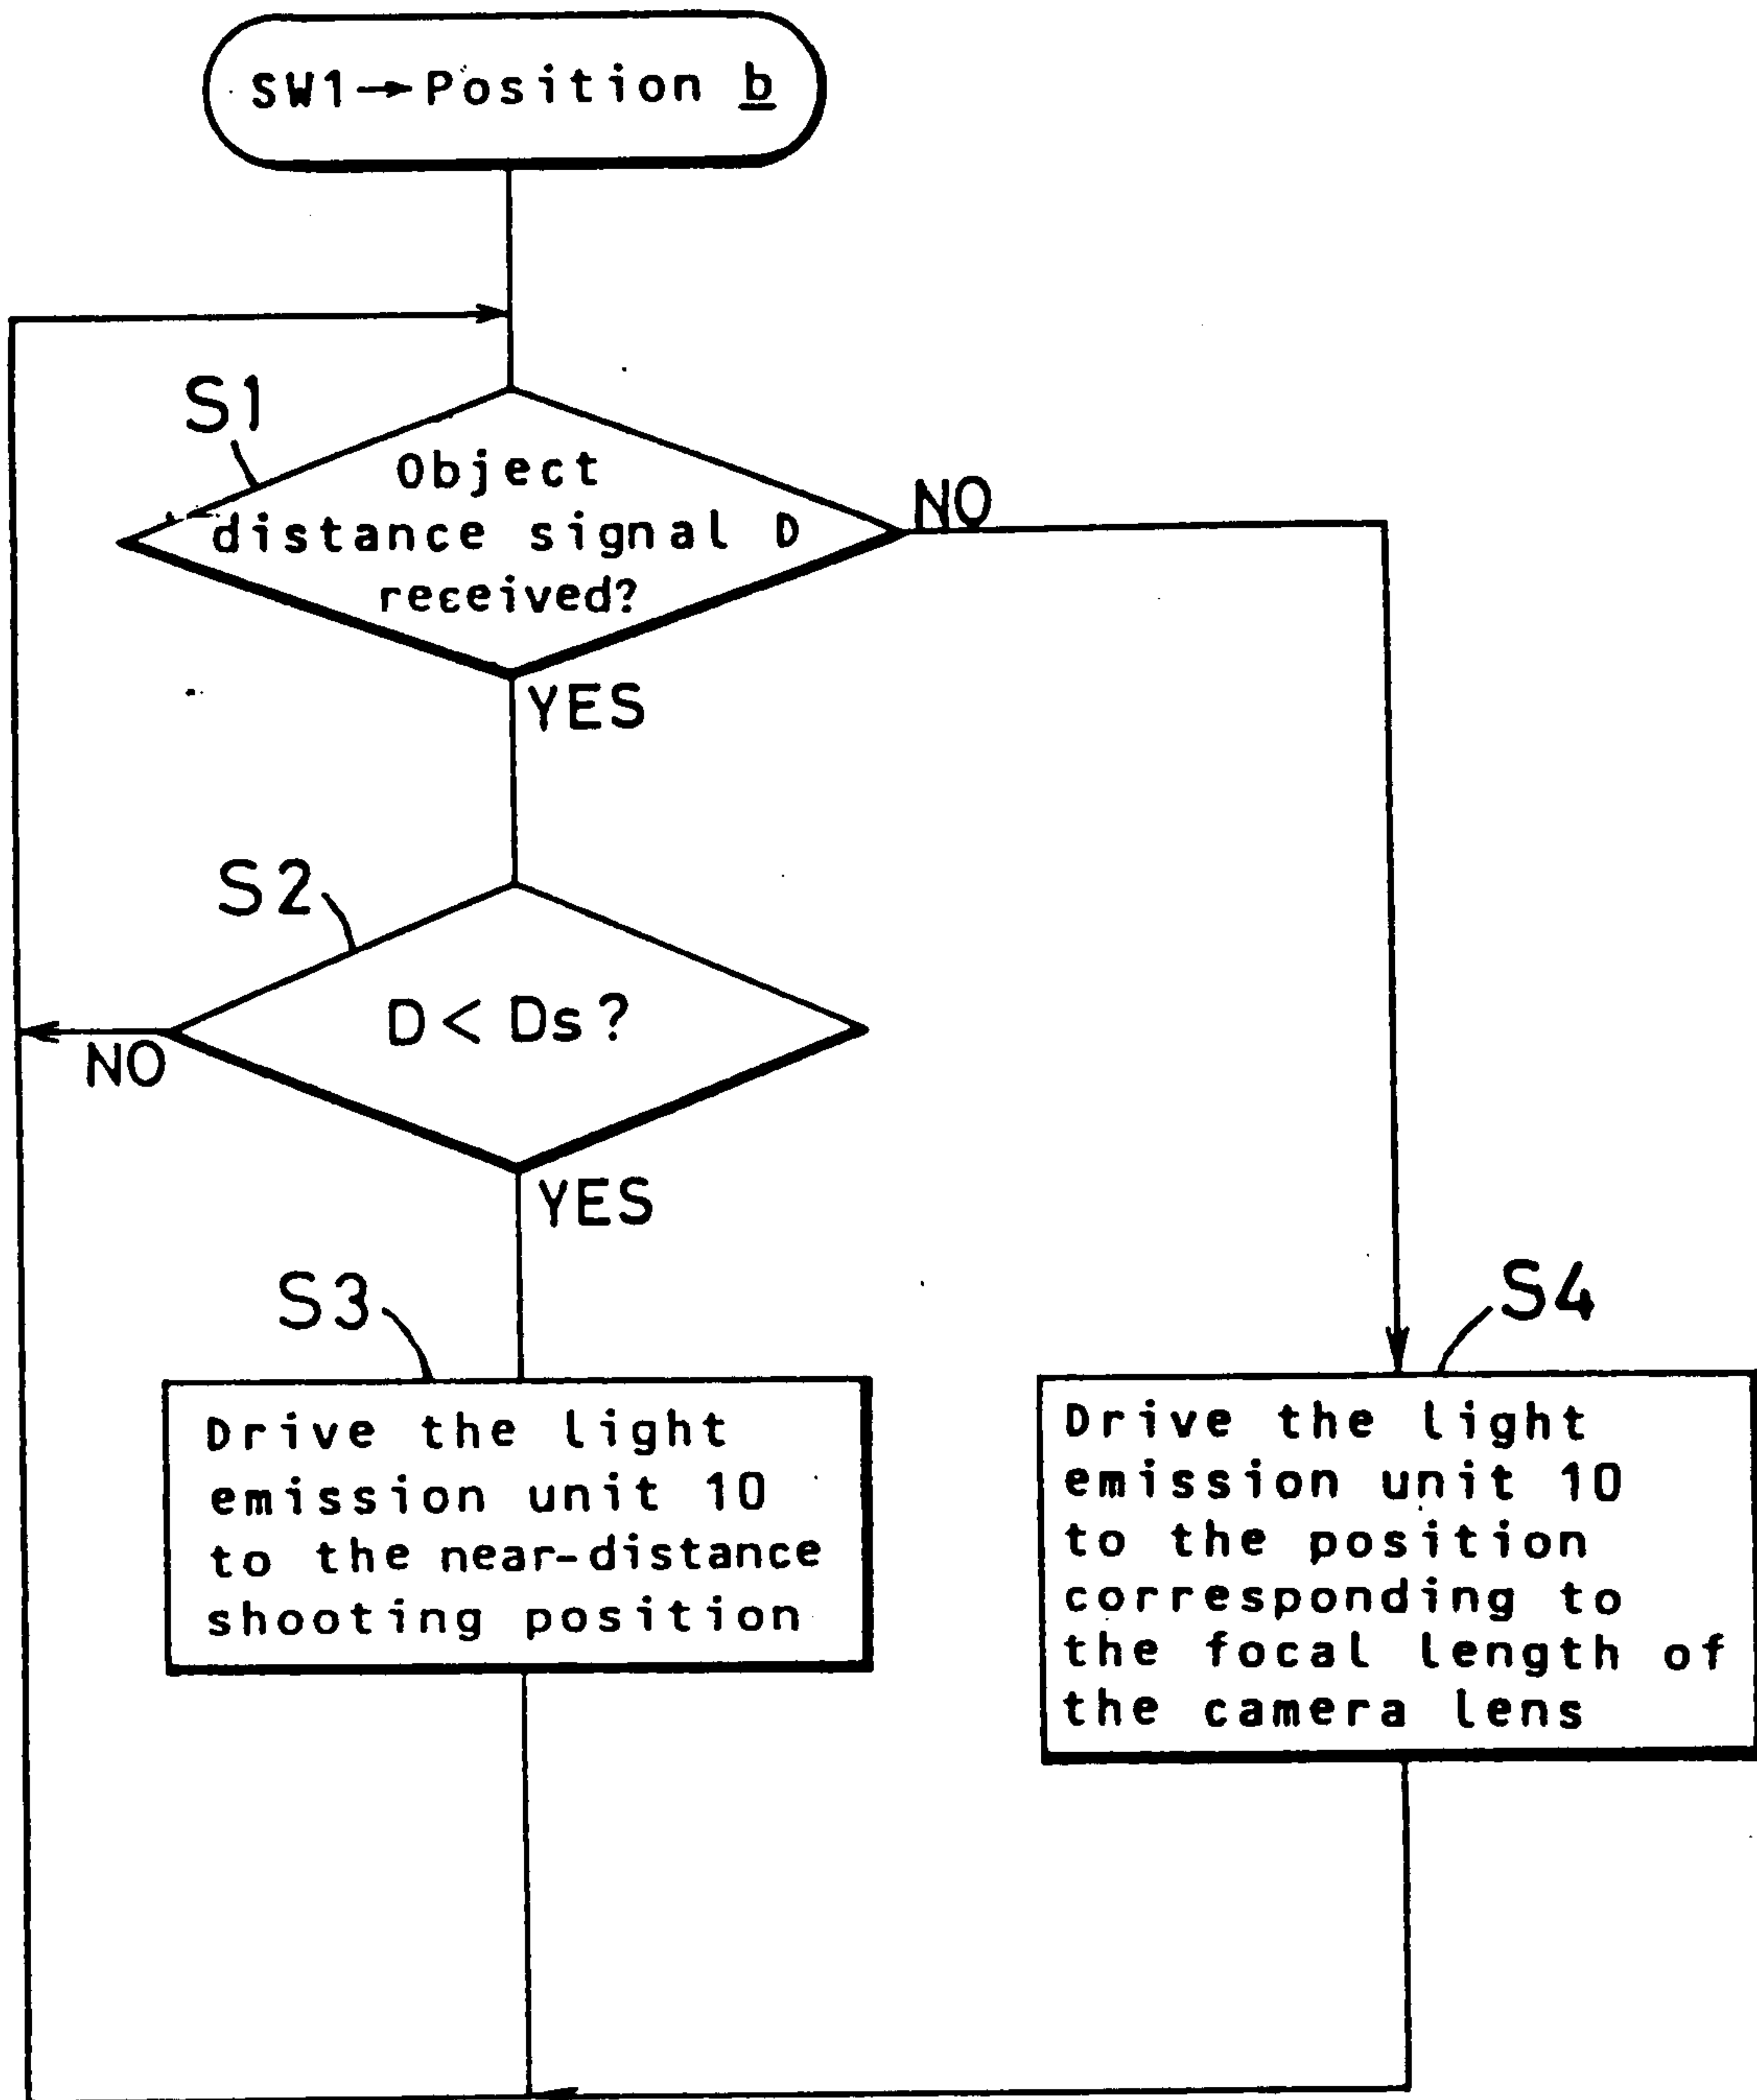 SW1→Position b
S1
Object
distance signal D
received?
NO
YES
S2
D < Ds?
NO
YES
S3
Drive the light
emission unit 10
to the near-distance
shooting position
S4
Drive the light
emission unit 10
to the position
corresponding to
the focal length of
the camera lens